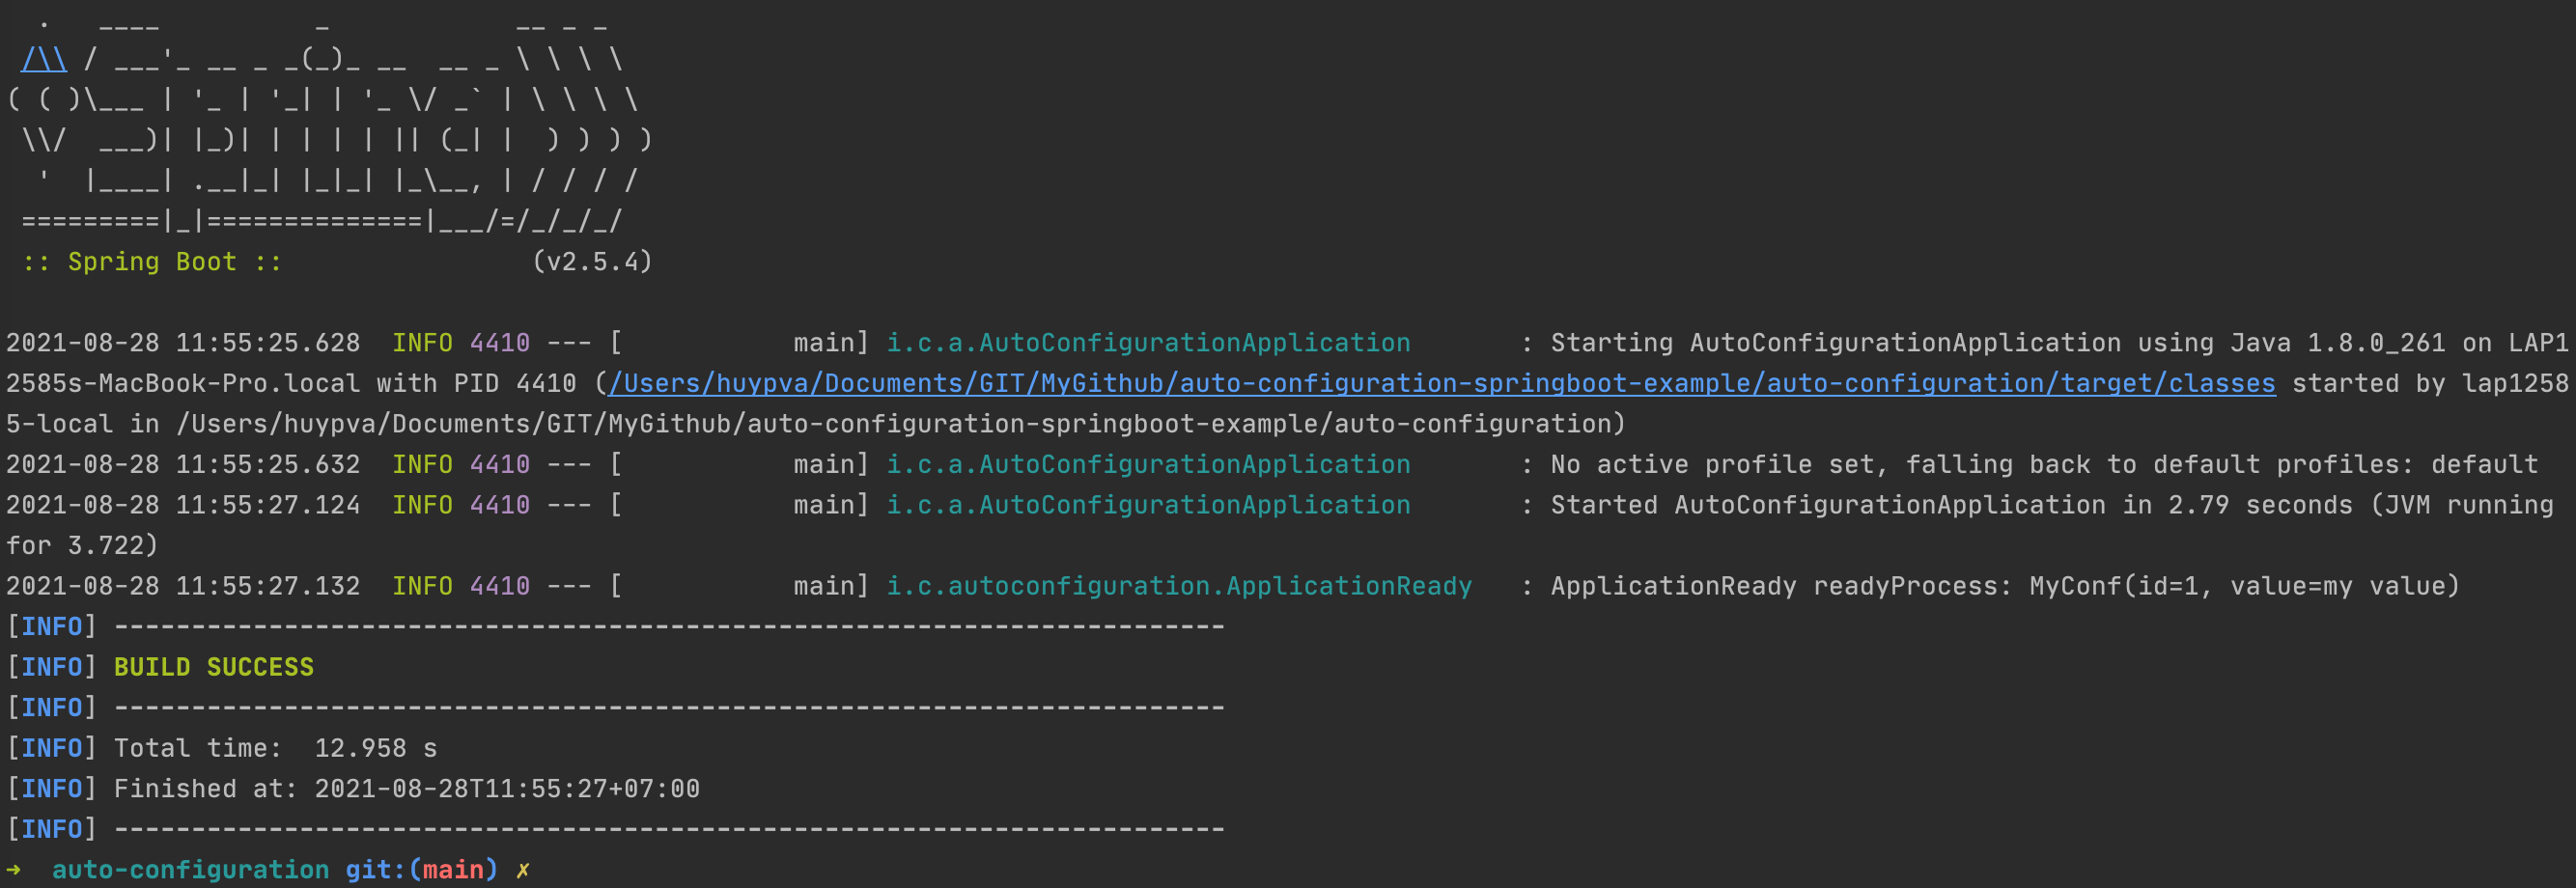 .   ____          _            __ _ _
 /\\ / ___'_ __ _ _(_)_ __  __ _ \ \ \ \
( ( )\___ | '_ | '_| | '_ \/ _` | \ \ \ \
 \\/  ___)| |_)| | | | | || (_| |  ) ) ) )
  '  |____| .__|_| |_|_| |_\__, | / / / /
 =========|_|==============|___/=/_/_/_/
 :: Spring Boot ::                (v2.5.4)
2021-08-28 11:55:25.628  INFO 4410 --- [           main] i.c.a.AutoConfigurationApplication       : Starting AutoConfigurationApplication using Java 1.8.0_261 on LAP1
2585s-MacBook-Pro.local with PID 4410 (/Users/huypva/Documents/GIT/MyGithub/auto-configuration-springboot-example/auto-configuration/target/classes started by lap1258
5-local in /Users/huypva/Documents/GIT/MyGithub/auto-configuration-springboot-example/auto-configuration)
2021-08-28 11:55:25.632  INFO 4410 --- [           main] i.c.a.AutoConfigurationApplication       : No active profile set, falling back to default profiles: default
2021-08-28 11:55:27.124  INFO 4410 --- [           main] i.c.a.AutoConfigurationApplication       : Started AutoConfigurationApplication in 2.79 seconds (JVM running
for 3.722)
2021-08-28 11:55:27.132  INFO 4410 --- [           main] i.c.autoconfiguration.ApplicationReady   : ApplicationReady readyProcess: MyConf(id=1, value=my value)
[INFO] ------------------------------------------------------------------------
[INFO] BUILD SUCCESS
[INFO] ------------------------------------------------------------------------
[INFO] Total time:  12.958 s
[INFO] Finished at: 2021-08-28T11:55:27+07:00
[INFO] ------------------------------------------------------------------------
➜  auto-configuration git:(main) ✗